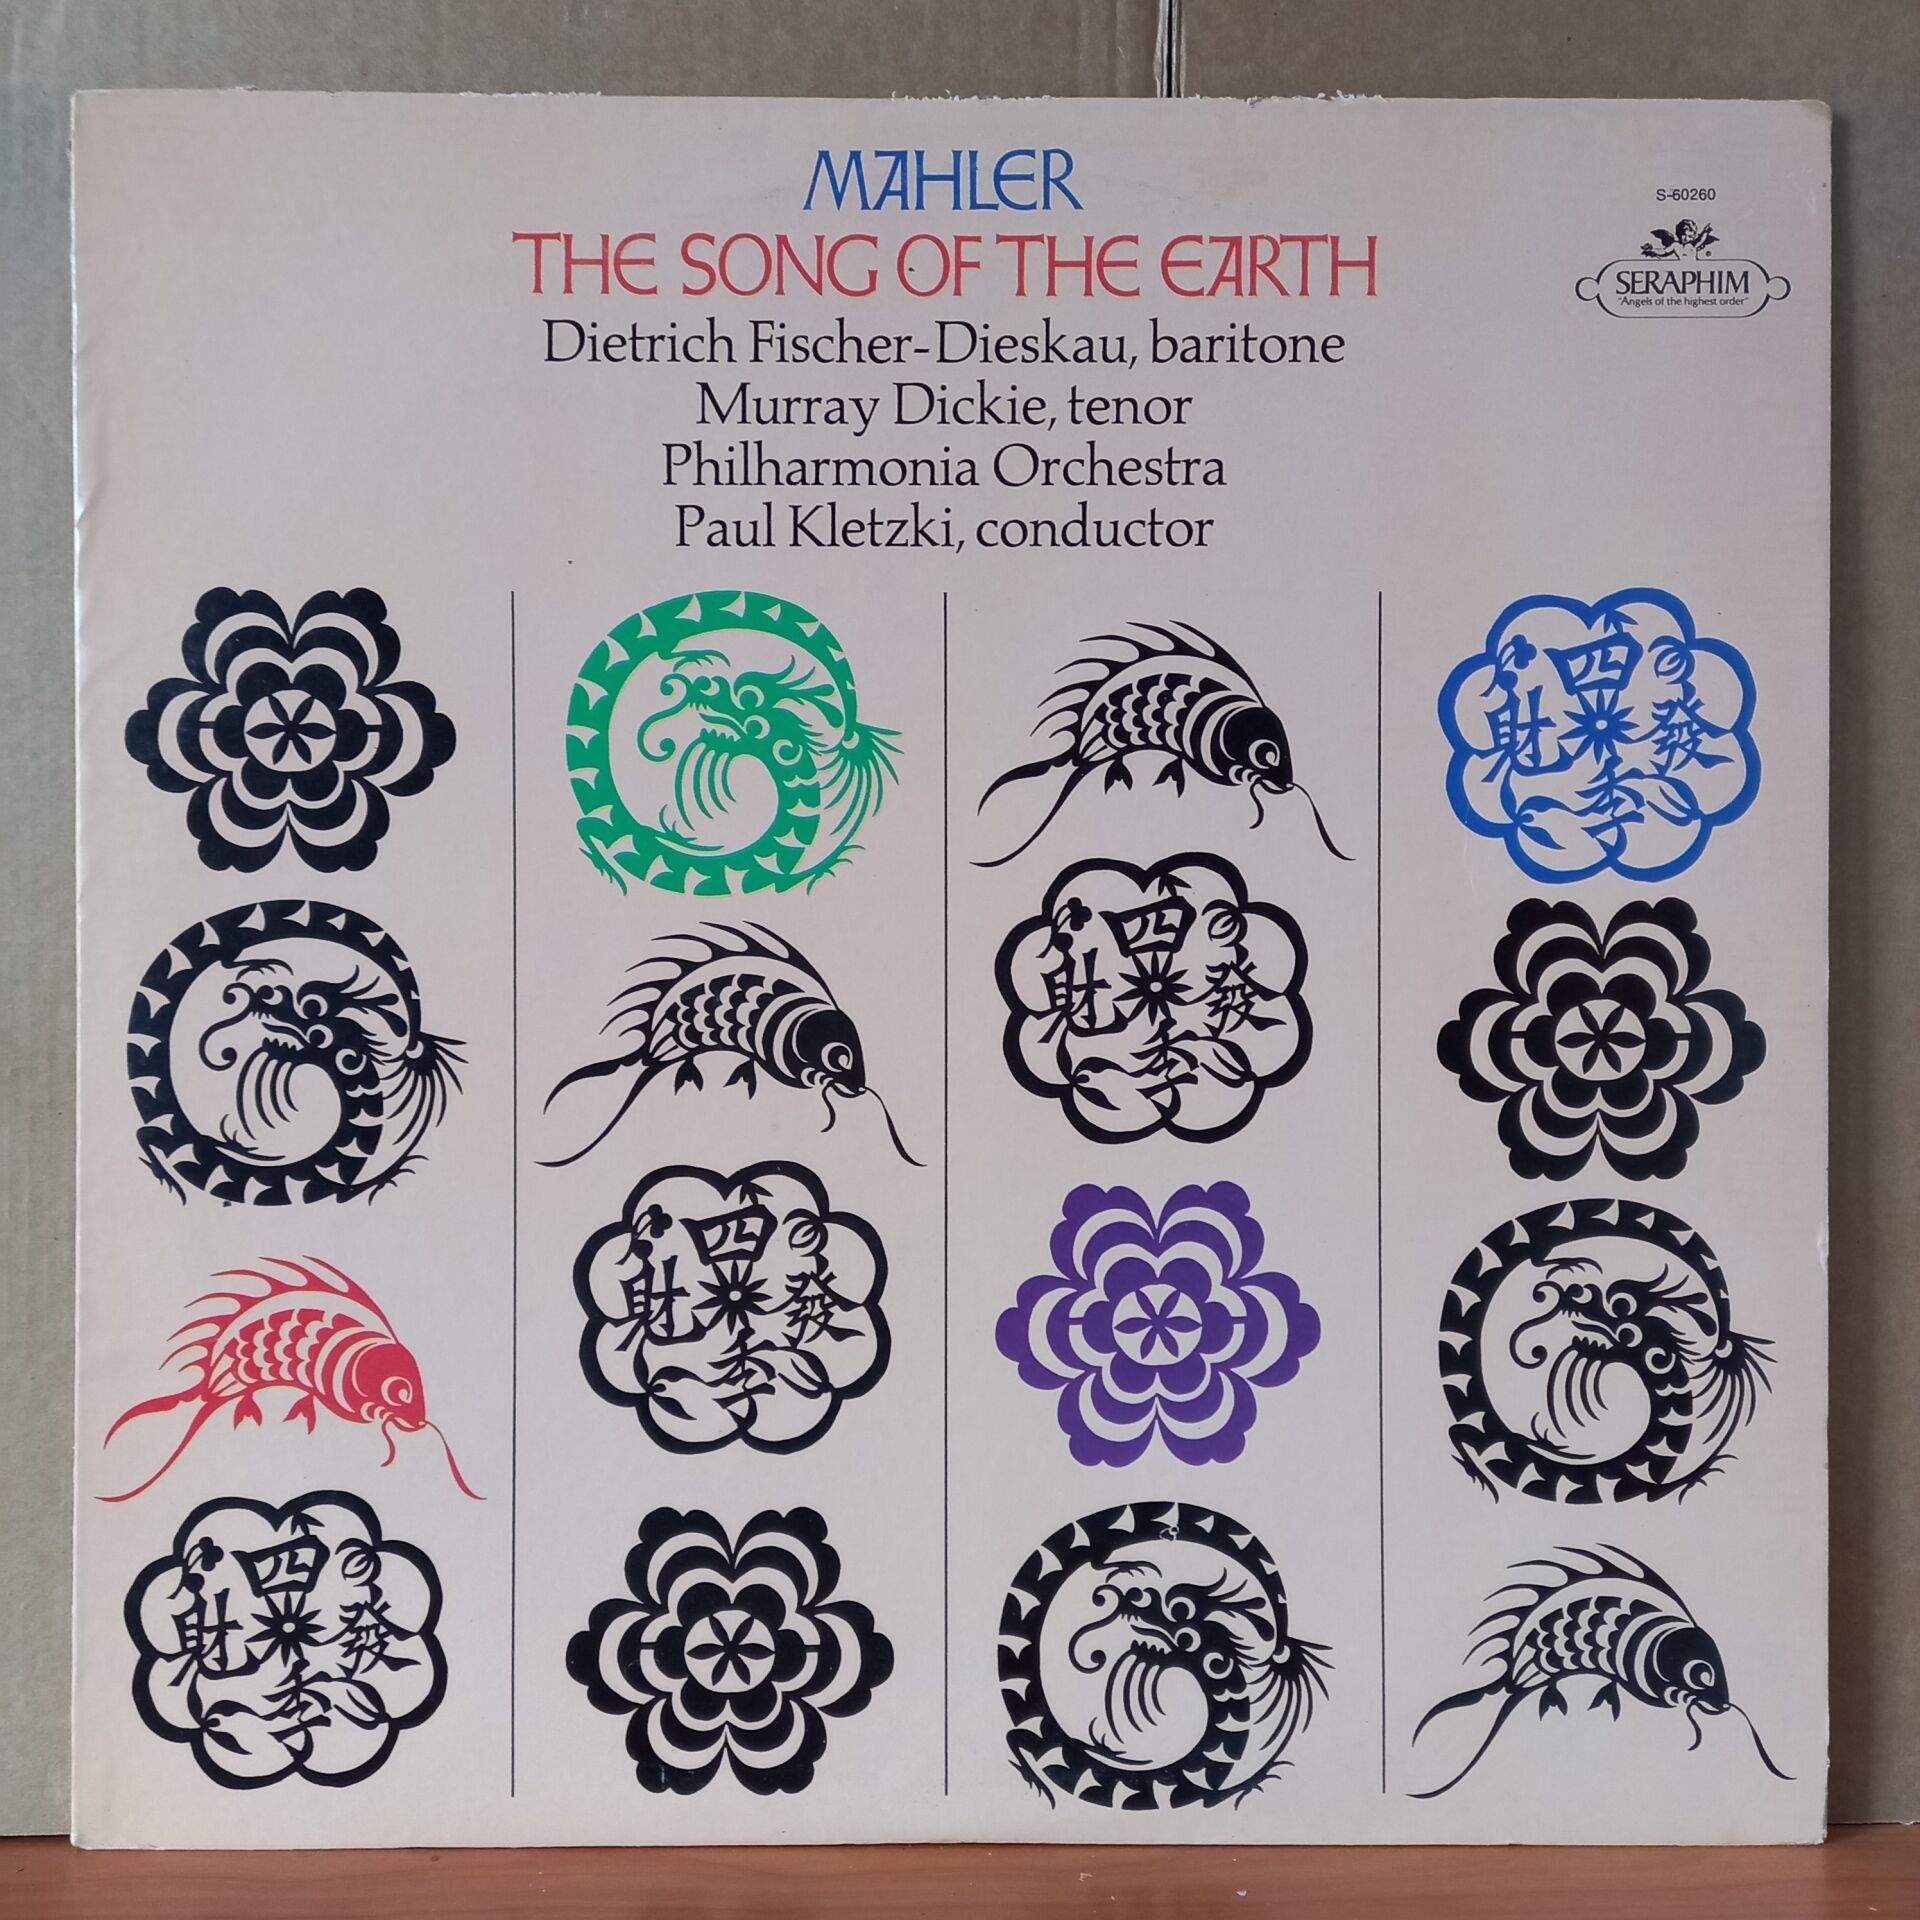 MAHLER
THE SONG OF THE EARTH
Dietrich Fischer-Dieskau, baritone
Murray Dickie, tenor
Philharmonia Orchestra
Paul Kletzki, conductor
S-60260
SERAPHIM
"Angels of the highest order"
四
財 發
季
四
財 發
季
四
財 發
季
四
財 發
季